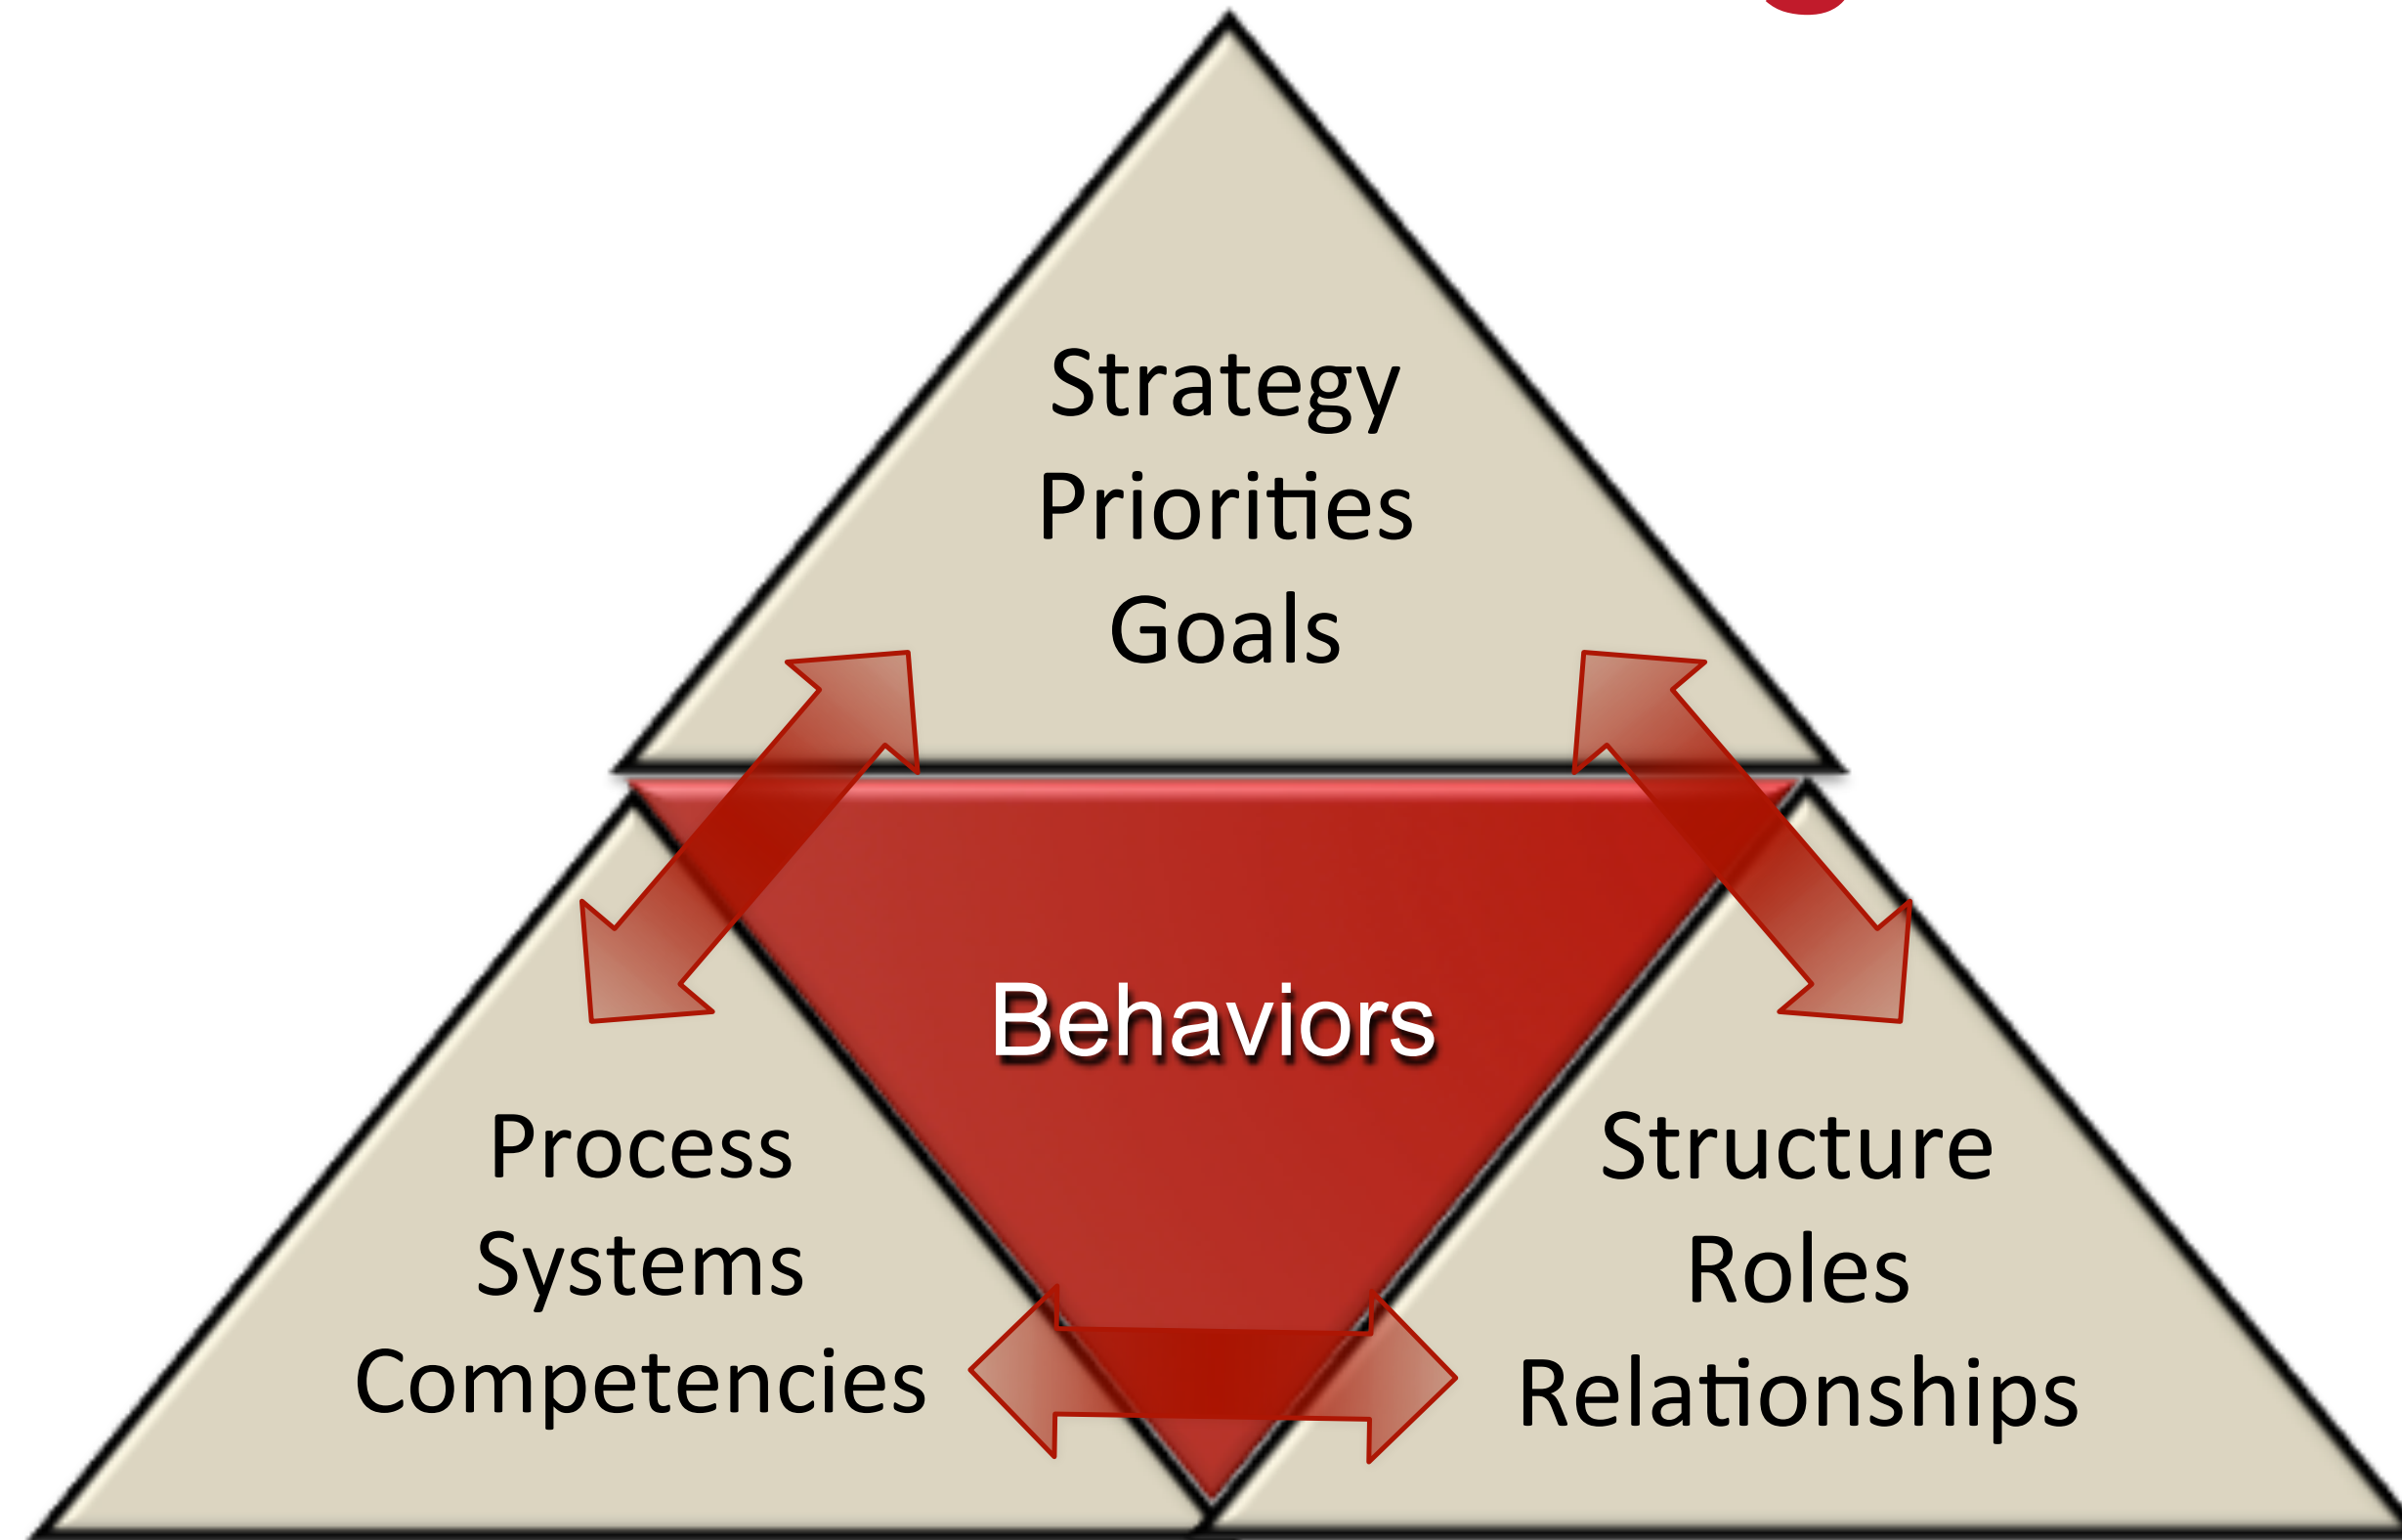 Strategy
Priorities
Goals
Behaviors
Process
Systems
Competencies
Structure
Roles
Relationships